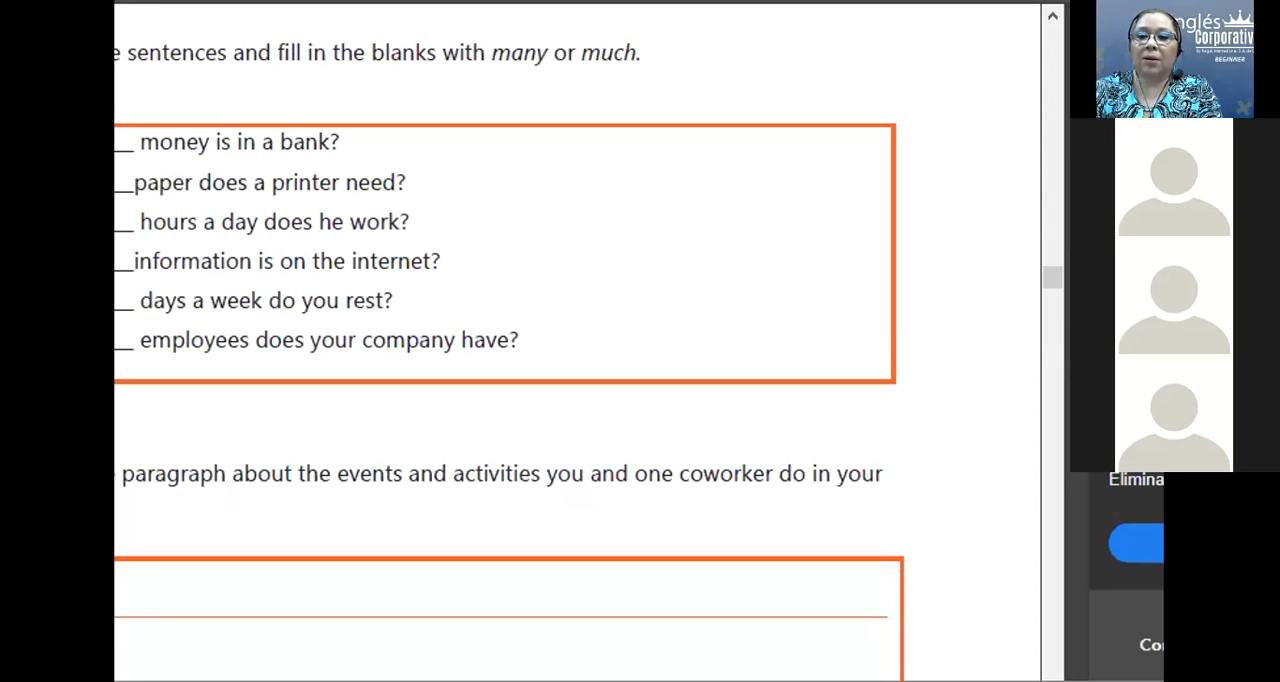 sentences and fill in the blanks with many or much.
__ money is in a bank?
__paper does a printer need?
__ hours a day does he work?
__information is on the internet?
__ days a week do you rest?
__ employees does your company have?
paragraph about the events and activities you and one coworker do in your
nglés
Corporativ
BEGINNER
Elimina
Co